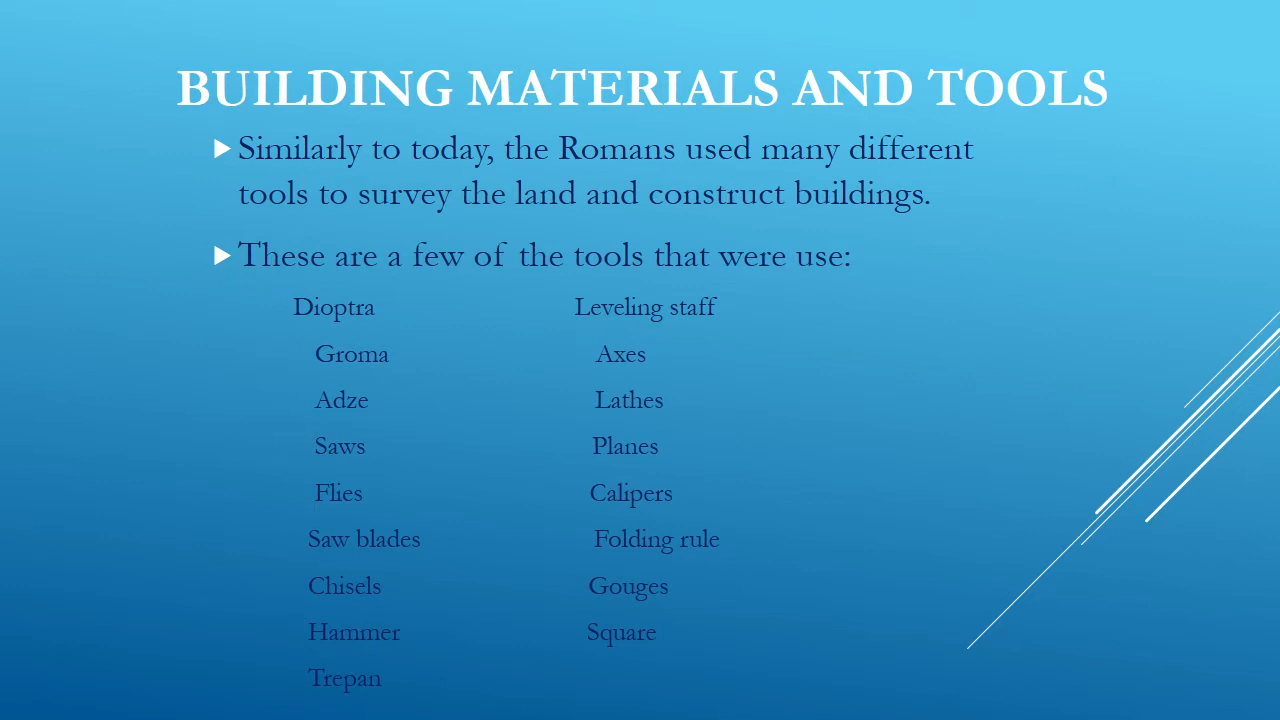 BUILDING MATERIALS AND TOOLS
Similarly to today, the Romans used many different
tools to survey the land and construct buildings.
These are a few of the tools that were use:
Dioptra Leveling staff
Groma Axes
Adze Lathes
Saws Planes
Flies Calipers
Saw blades Folding rule
Chisels Gouges
Hammer Square
Trepan